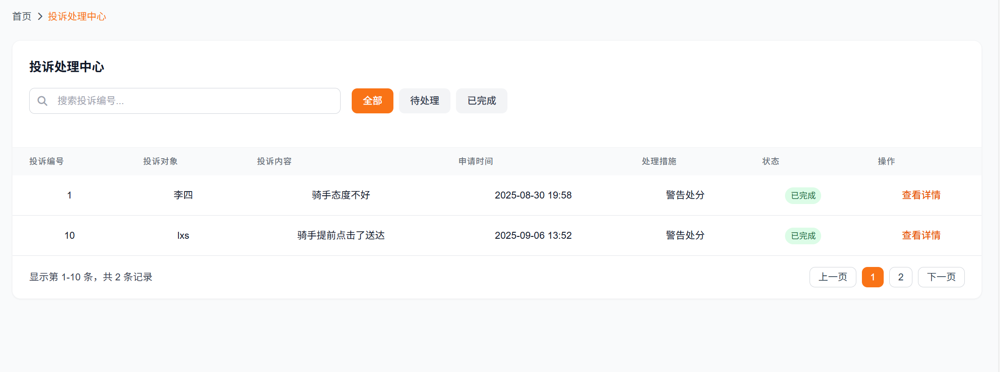 首页 > 投诉处理中心
投诉处理中心
搜索投诉编号... 全部 待处理 已完成
投诉编号 投诉对象 投诉内容 申请时间 处理措施 状态 操作
1 李四 骑手态度不好 2025-08-30 19:58 警告处分 已完成 查看详情
10 lxs 骑手提前点击了送达 2025-09-06 13:52 警告处分 已完成 查看详情
显示第 1-10 条，共 2 条记录 上一页 1 2 下一页